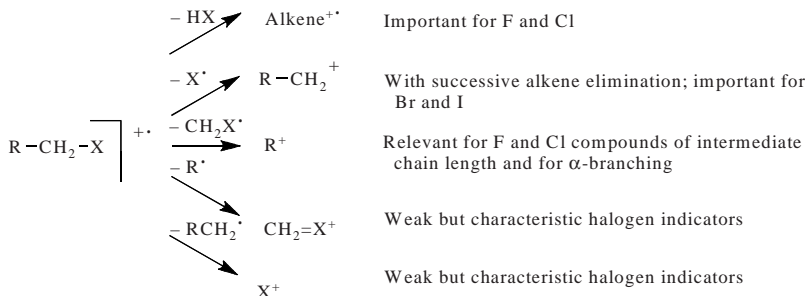 – HX Alkene⁺• Important for F and Cl
– X• R–CH₂⁺ With successive alkene elimination; important for
Br and I
R–CH₂–X +• – CH₂X• R⁺ Relevant for F and Cl compounds of intermediate
chain length and for α-branching
– R•
– RCH₂• CH₂=X⁺ Weak but characteristic halogen indicators
X⁺ Weak but characteristic halogen indicators